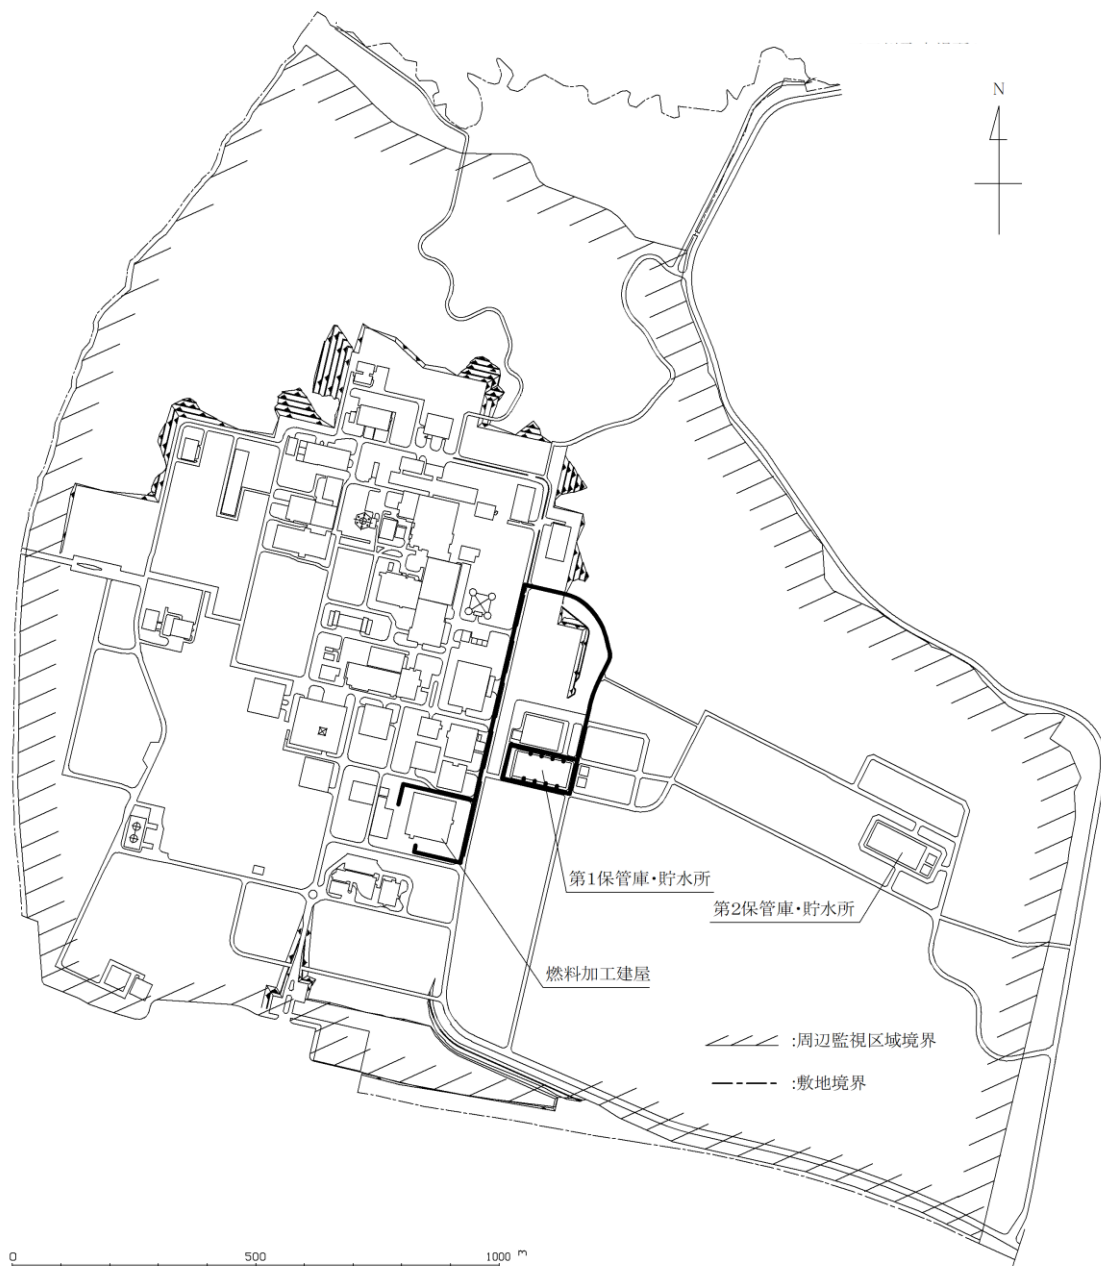 N
第1保管庫・貯水所
第2保管庫・貯水所
燃料加工建屋
:周辺監視区域境界
:敷地境界
0 500 1000 m